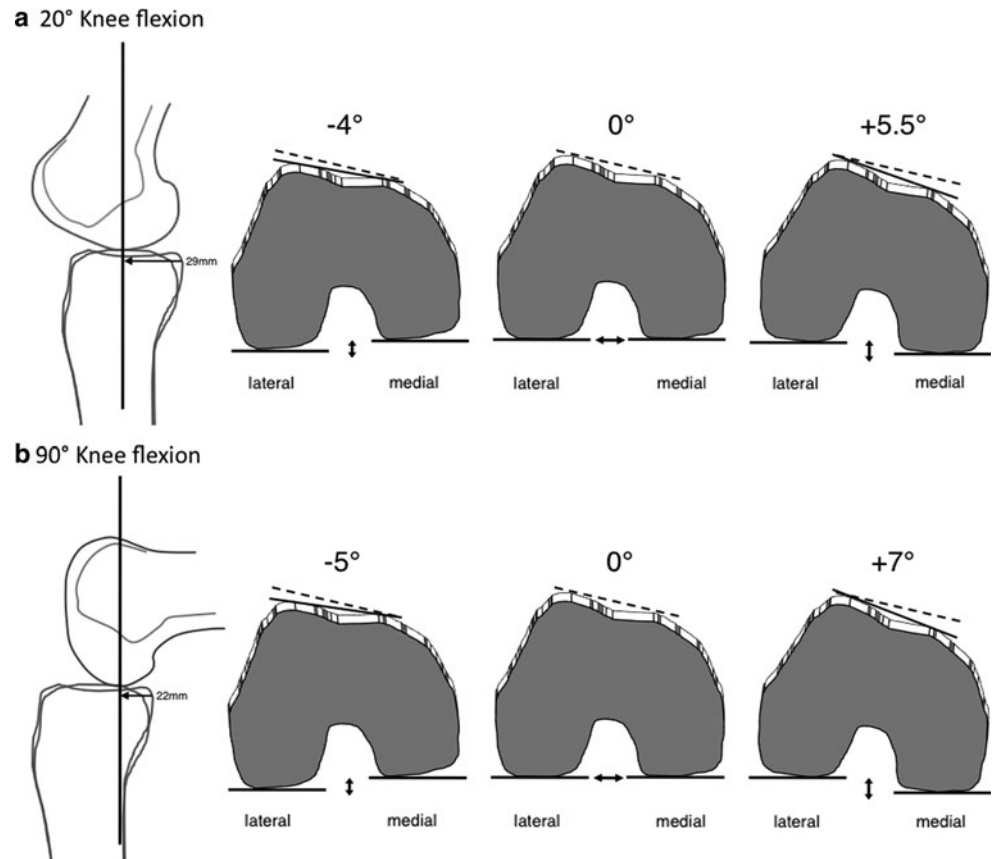 a 20° Knee flexion
-4° 0° +5.5°
29mm
lateral medial lateral medial lateral medial
b 90° Knee flexion
-5° 0° +7°
22mm
lateral medial lateral medial lateral medial